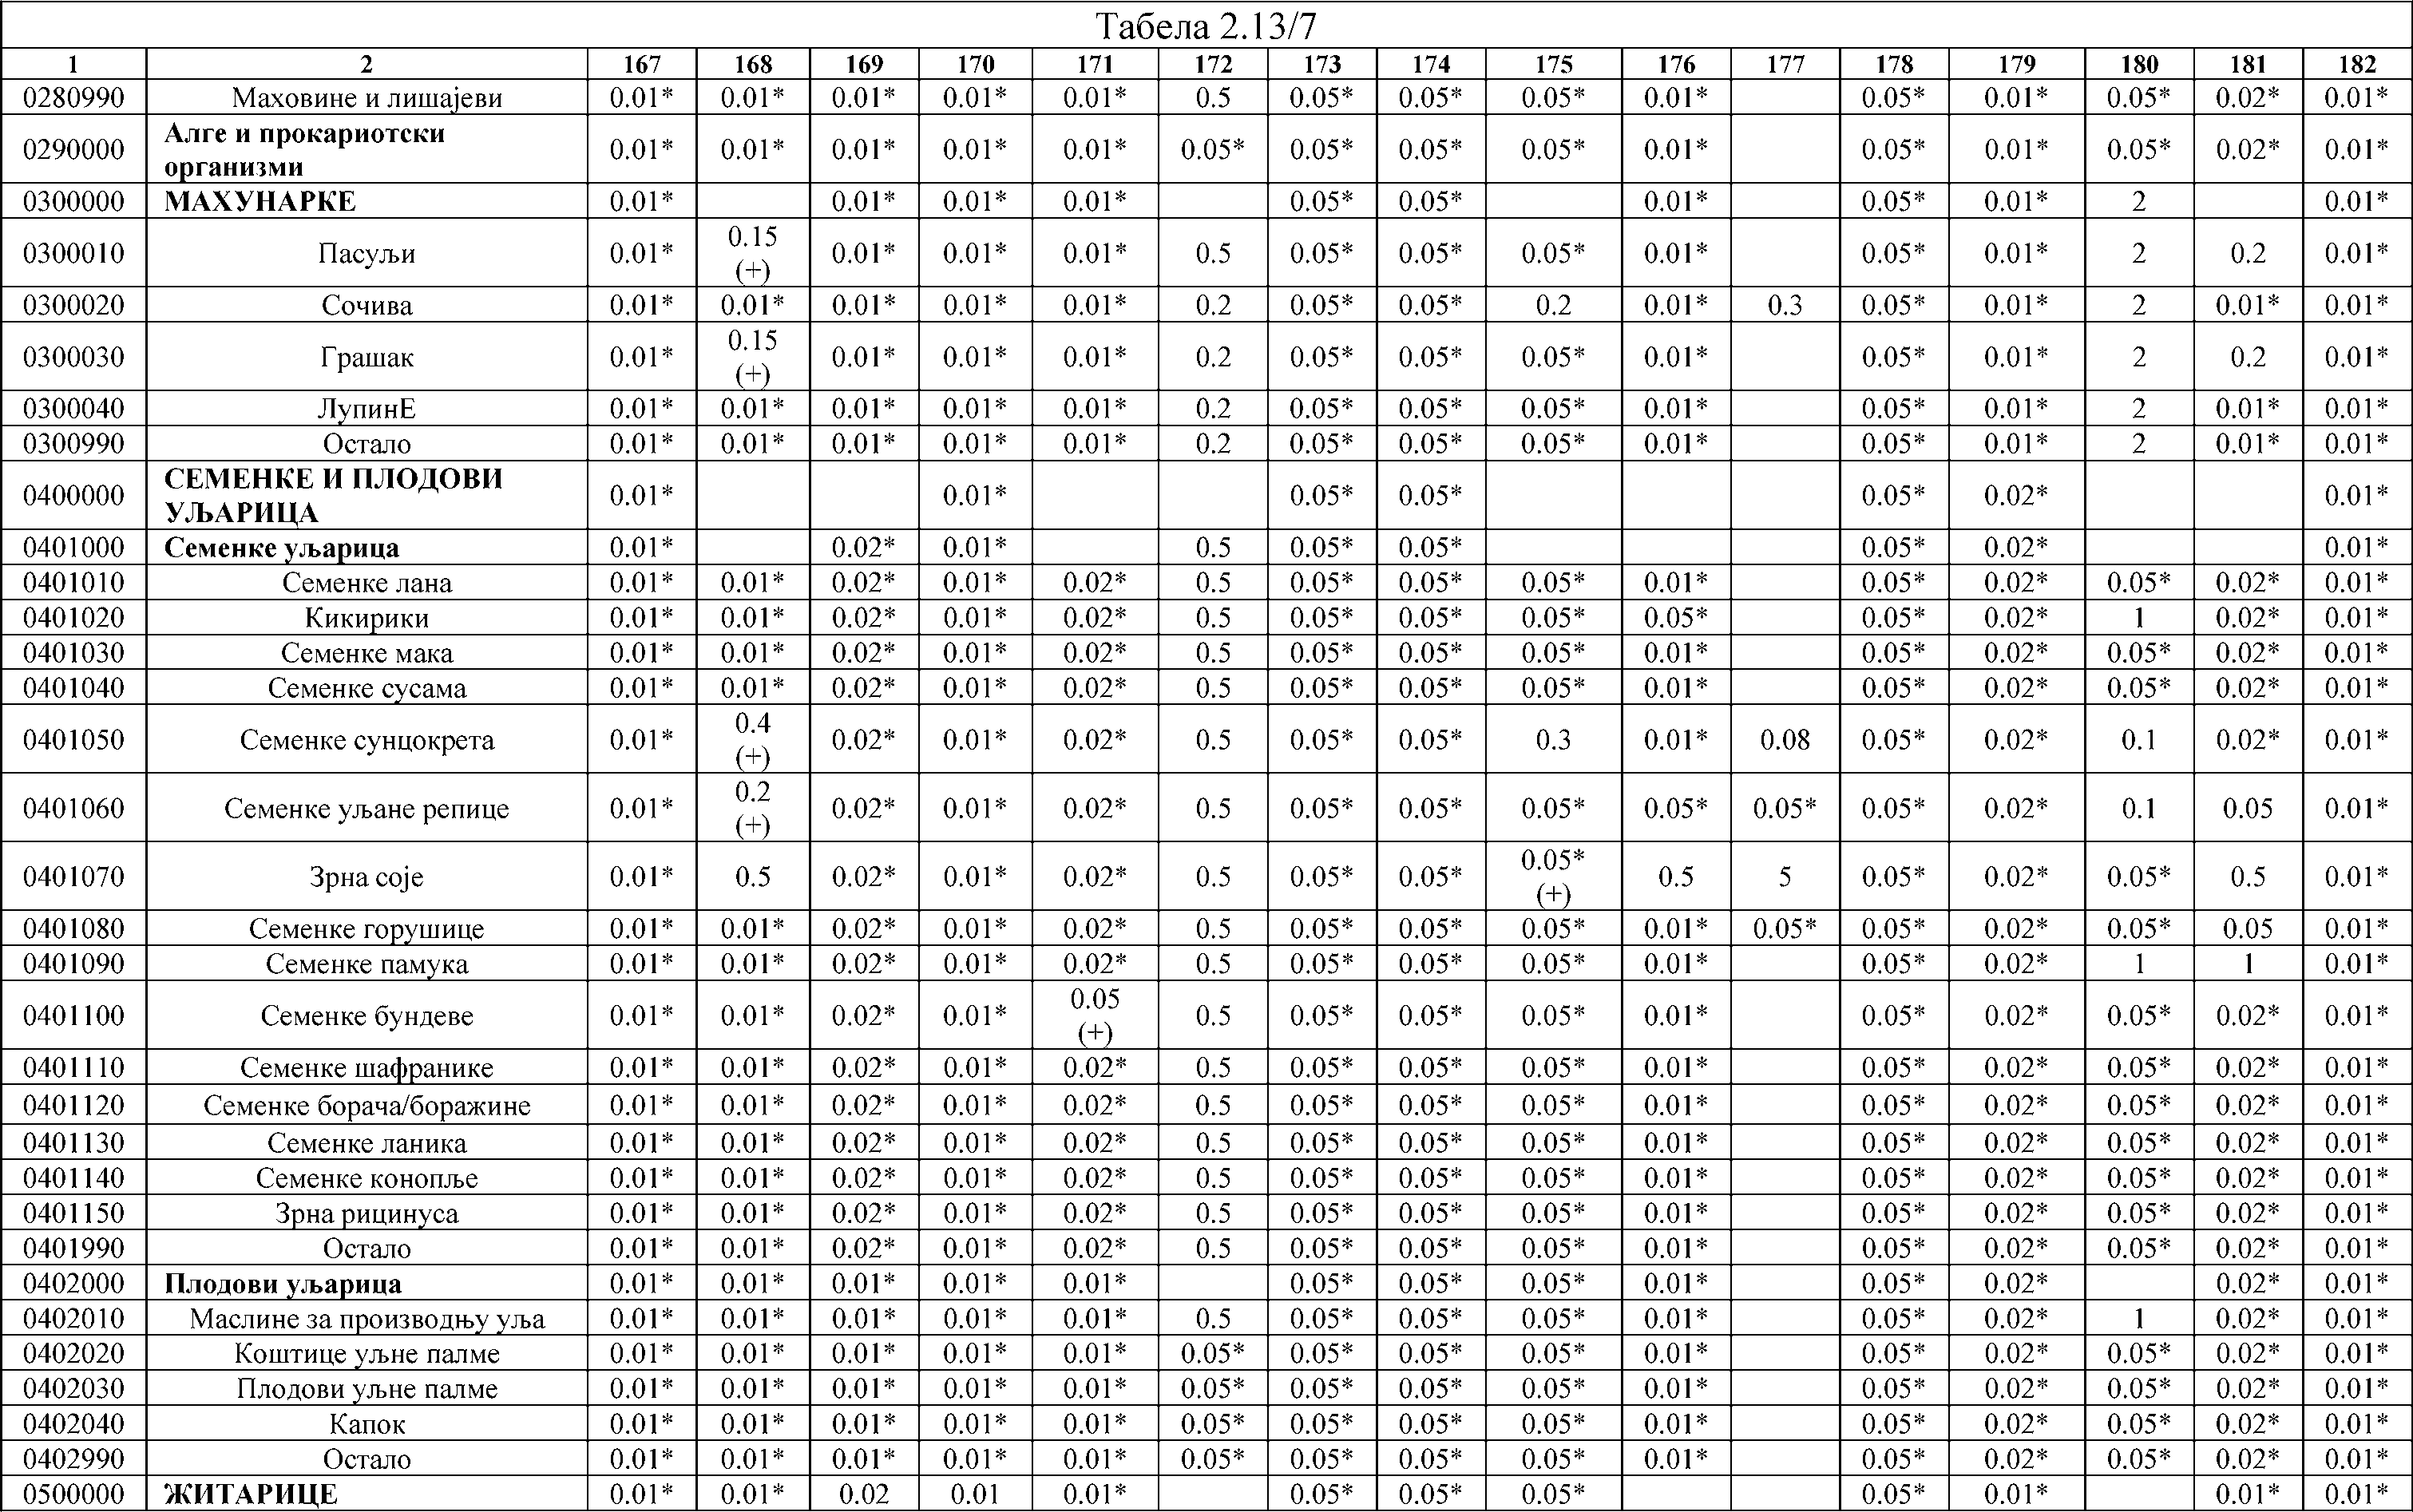 Табела 2.13/7
1 2 167 168 169 170 171 172 173 174 175 176 177 178 179 180 181 182
0280990 Маховине и лишајеви 0.01* 0.01* 0.01* 0.01* 0.01* 0.5 0.05* 0.05* 0.05* 0.01* 0.05* 0.01* 0.05* 0.02* 0.01*
0290000 Алге и прокариотски
организми 0.01* 0.01* 0.01* 0.01* 0.01* 0.05* 0.05* 0.05* 0.05* 0.01* 0.05* 0.01* 0.05* 0.02* 0.01*
0300000 МАХУНАРКЕ 0.01* 0.01* 0.01* 0.01* 0.05* 0.05* 0.01* 0.05* 0.01* 2 0.01*
0300010 Пасуљи 0.01* 0.15
(+) 0.01* 0.01* 0.01* 0.5 0.05* 0.05* 0.05* 0.01* 0.05* 0.01* 2 0.2 0.01*
0300020 Сочива 0.01* 0.01* 0.01* 0.01* 0.01* 0.2 0.05* 0.05* 0.2 0.01* 0.3 0.05* 0.01* 2 0.01* 0.01*
0300030 Грашак 0.01* 0.15
(+) 0.01* 0.01* 0.01* 0.2 0.05* 0.05* 0.05* 0.01* 0.05* 0.01* 2 0.2 0.01*
0300040 ЛупинЕ 0.01* 0.01* 0.01* 0.01* 0.01* 0.2 0.05* 0.05* 0.05* 0.01* 0.05* 0.01* 2 0.01* 0.01*
0300990 Остало 0.01* 0.01* 0.01* 0.01* 0.01* 0.2 0.05* 0.05* 0.05* 0.01* 0.05* 0.01* 2 0.01* 0.01*
0400000 СЕМЕНКЕ И ПЛОДОВИ
УЉАРИЦА 0.01* 0.01* 0.05* 0.05* 0.05* 0.02* 0.01*
0401000 Семенке уљарица 0.01* 0.02* 0.01* 0.5 0.05* 0.05* 0.05* 0.02* 0.01*
0401010 Семенке лана 0.01* 0.01* 0.02* 0.01* 0.02* 0.5 0.05* 0.05* 0.05* 0.01* 0.05* 0.02* 0.05* 0.02* 0.01*
0401020 Кикирики 0.01* 0.01* 0.02* 0.01* 0.02* 0.5 0.05* 0.05* 0.05* 0.05* 0.05* 0.02* 1 0.02* 0.01*
0401030 Семенке мака 0.01* 0.01* 0.02* 0.01* 0.02* 0.5 0.05* 0.05* 0.05* 0.01* 0.05* 0.02* 0.05* 0.02* 0.01*
0401040 Семенке сусама 0.01* 0.01* 0.02* 0.01* 0.02* 0.5 0.05* 0.05* 0.05* 0.01* 0.05* 0.02* 0.05* 0.02* 0.01*
0401050 Семенке сунцокрета 0.01* 0.4
(+) 0.02* 0.01* 0.02* 0.5 0.05* 0.05* 0.3 0.01* 0.08 0.05* 0.02* 0.1 0.02* 0.01*
0401060 Семенке уљане репице 0.01* 0.2
(+) 0.02* 0.01* 0.02* 0.5 0.05* 0.05* 0.05* 0.05* 0.05* 0.05* 0.02* 0.1 0.05 0.01*
0401070 Зрна соје 0.01* 0.5 0.02* 0.01* 0.02* 0.5 0.05* 0.05* 0.05*
(+) 0.5 5 0.05* 0.02* 0.05* 0.5 0.01*
0401080 Семенке горушице 0.01* 0.01* 0.02* 0.01* 0.02* 0.5 0.05* 0.05* 0.05* 0.01* 0.05* 0.05* 0.02* 0.05* 0.05 0.01*
0401090 Семенке памука 0.01* 0.01* 0.02* 0.01* 0.02* 0.5 0.05* 0.05* 0.05* 0.01* 0.05* 0.02* 1 1 0.01*
0401100 Семенке бундеве 0.01* 0.01* 0.02* 0.01* 0.05
(+) 0.5 0.05* 0.05* 0.05* 0.01* 0.05* 0.02* 0.05* 0.02* 0.01*
0401110 Семенке шафранике 0.01* 0.01* 0.02* 0.01* 0.02* 0.5 0.05* 0.05* 0.05* 0.01* 0.05* 0.02* 0.05* 0.02* 0.01*
0401120 Семенке борача/боражине 0.01* 0.01* 0.02* 0.01* 0.02* 0.5 0.05* 0.05* 0.05* 0.01* 0.05* 0.02* 0.05* 0.02* 0.01*
0401130 Семенке ланика 0.01* 0.01* 0.02* 0.01* 0.02* 0.5 0.05* 0.05* 0.05* 0.01* 0.05* 0.02* 0.05* 0.02* 0.01*
0401140 Семенке конопље 0.01* 0.01* 0.02* 0.01* 0.02* 0.5 0.05* 0.05* 0.05* 0.01* 0.05* 0.02* 0.05* 0.02* 0.01*
0401150 Зрна рицинуса 0.01* 0.01* 0.02* 0.01* 0.02* 0.5 0.05* 0.05* 0.05* 0.01* 0.05* 0.02* 0.05* 0.02* 0.01*
0401990 Остало 0.01* 0.01* 0.02* 0.01* 0.02* 0.5 0.05* 0.05* 0.05* 0.01* 0.05* 0.02* 0.05* 0.02* 0.01*
0402000 Плодови уљарица 0.01* 0.01* 0.01* 0.01* 0.01* 0.05* 0.05* 0.05* 0.01* 0.05* 0.02* 0.02* 0.01*
0402010 Маслине за производњу уља 0.01* 0.01* 0.01* 0.01* 0.01* 0.5 0.05* 0.05* 0.05* 0.01* 0.05* 0.02* 1 0.02* 0.01*
0402020 Коштице уљне палме 0.01* 0.01* 0.01* 0.01* 0.01* 0.05* 0.05* 0.05* 0.05* 0.01* 0.05* 0.02* 0.05* 0.02* 0.01*
0402030 Плодови уљне палме 0.01* 0.01* 0.01* 0.01* 0.01* 0.05* 0.05* 0.05* 0.05* 0.01* 0.05* 0.02* 0.05* 0.02* 0.01*
0402040 Капок 0.01* 0.01* 0.01* 0.01* 0.01* 0.05* 0.05* 0.05* 0.05* 0.01* 0.05* 0.02* 0.05* 0.02* 0.01*
0402990 Остало 0.01* 0.01* 0.01* 0.01* 0.01* 0.05* 0.05* 0.05* 0.05* 0.01* 0.05* 0.02* 0.05* 0.02* 0.01*
0500000 ЖИТАРИЦЕ 0.01* 0.01* 0.02 0.01 0.01* 0.05* 0.05* 0.05* 0.05* 0.01* 0.01* 0.01*